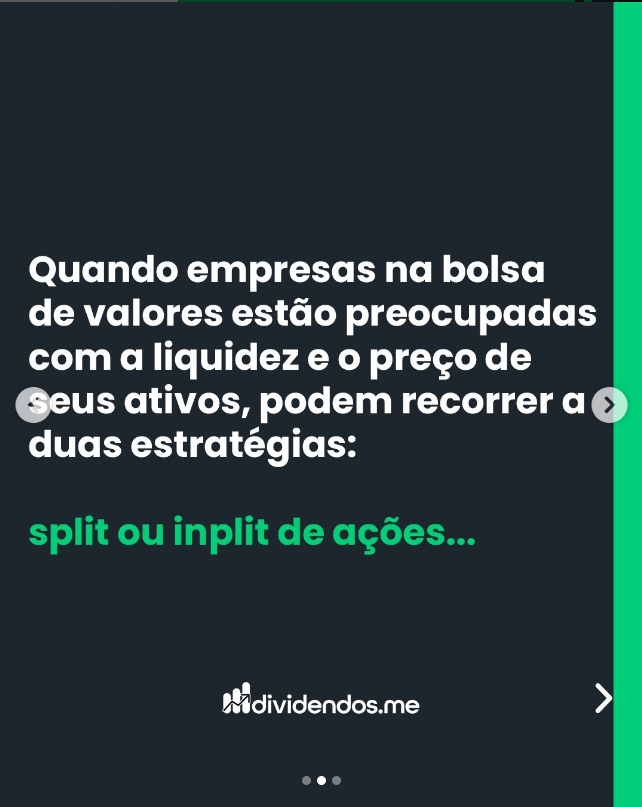 Quando empresas na bolsa
de valores estão preocupadas
com a liquidez e o preço de
seus ativos, podem recorrer a
duas estratégias:
split ou inplit de ações...
dividendos.me